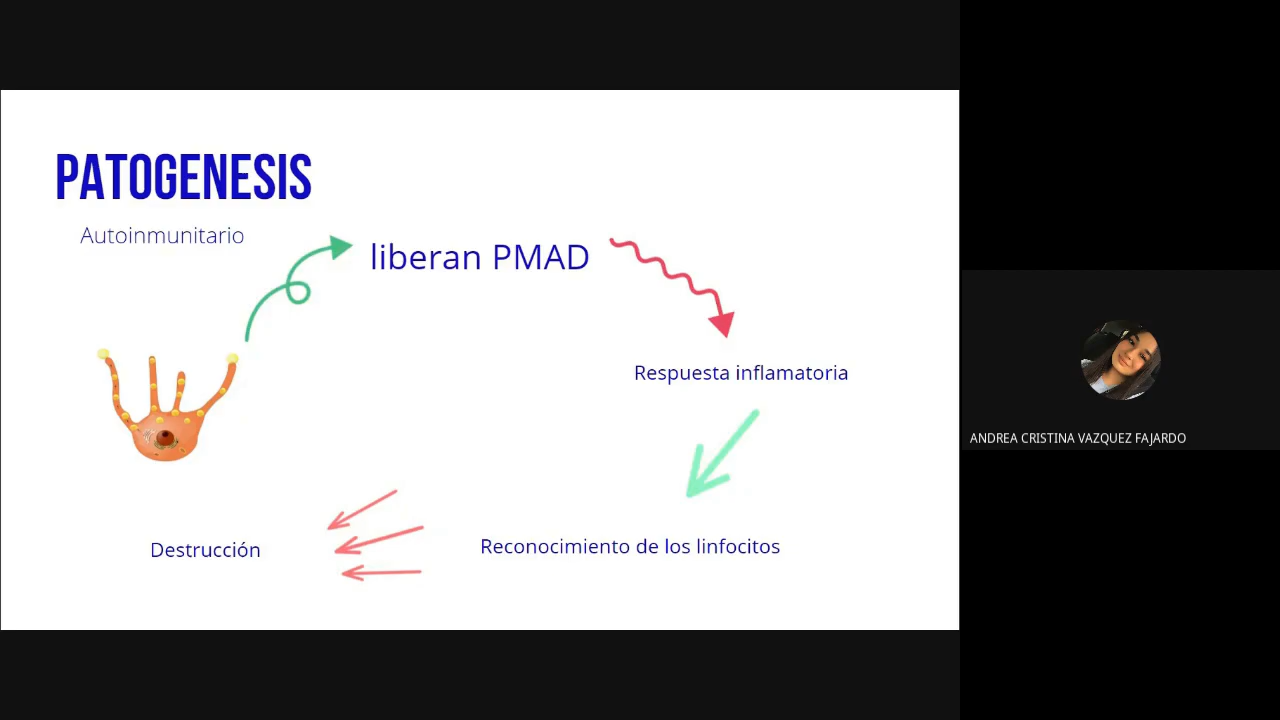 PATOGENESIS
Autoinmunitario
liberan PMAD
Respuesta inflamatoria
Reconocimiento de los linfocitos
Destrucción
ANDREA CRISTINA VAZQUEZ FAJARDO